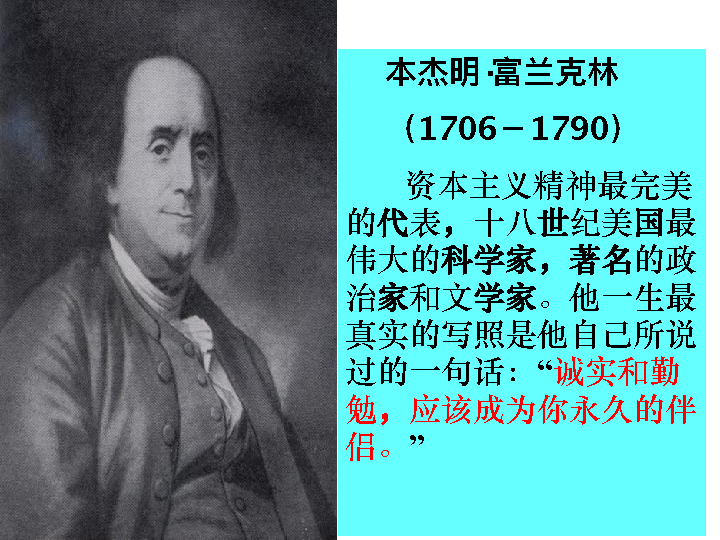 本杰明·富兰克林
（1706－1790）
资本主义精神最完美
的代表，十八世纪美国最
伟大的科学家，著名的政
治家和文学家。他一生最
真实的写照是他自己所说
过的一句话：“诚实和勤
勉，应该成为你永久的伴
侣。”